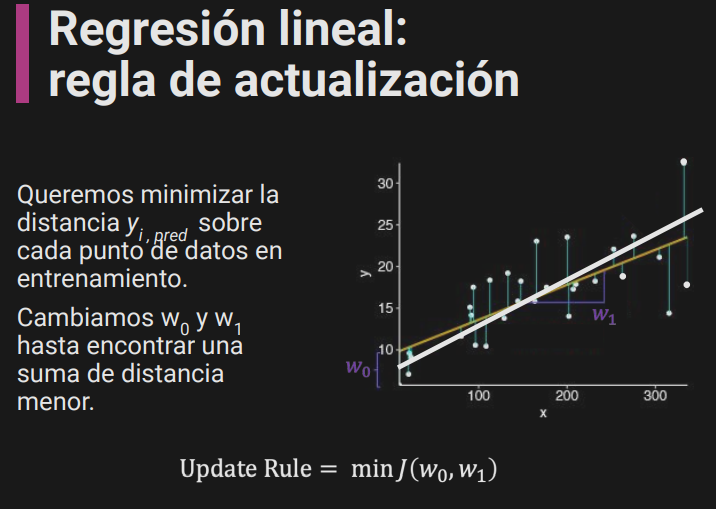 Regresión lineal:
regla de actualización
Queremos minimizar la
distancia y_{i, pred} sobre
cada punto de datos en
entrenamiento.
Cambiamos w_0 y w_1
hasta encontrar una
suma de distancia
menor.
30
25
20
15
10
y
w_0
w_1
100
200
300
x
Update Rule = min J(w_0, w_1)